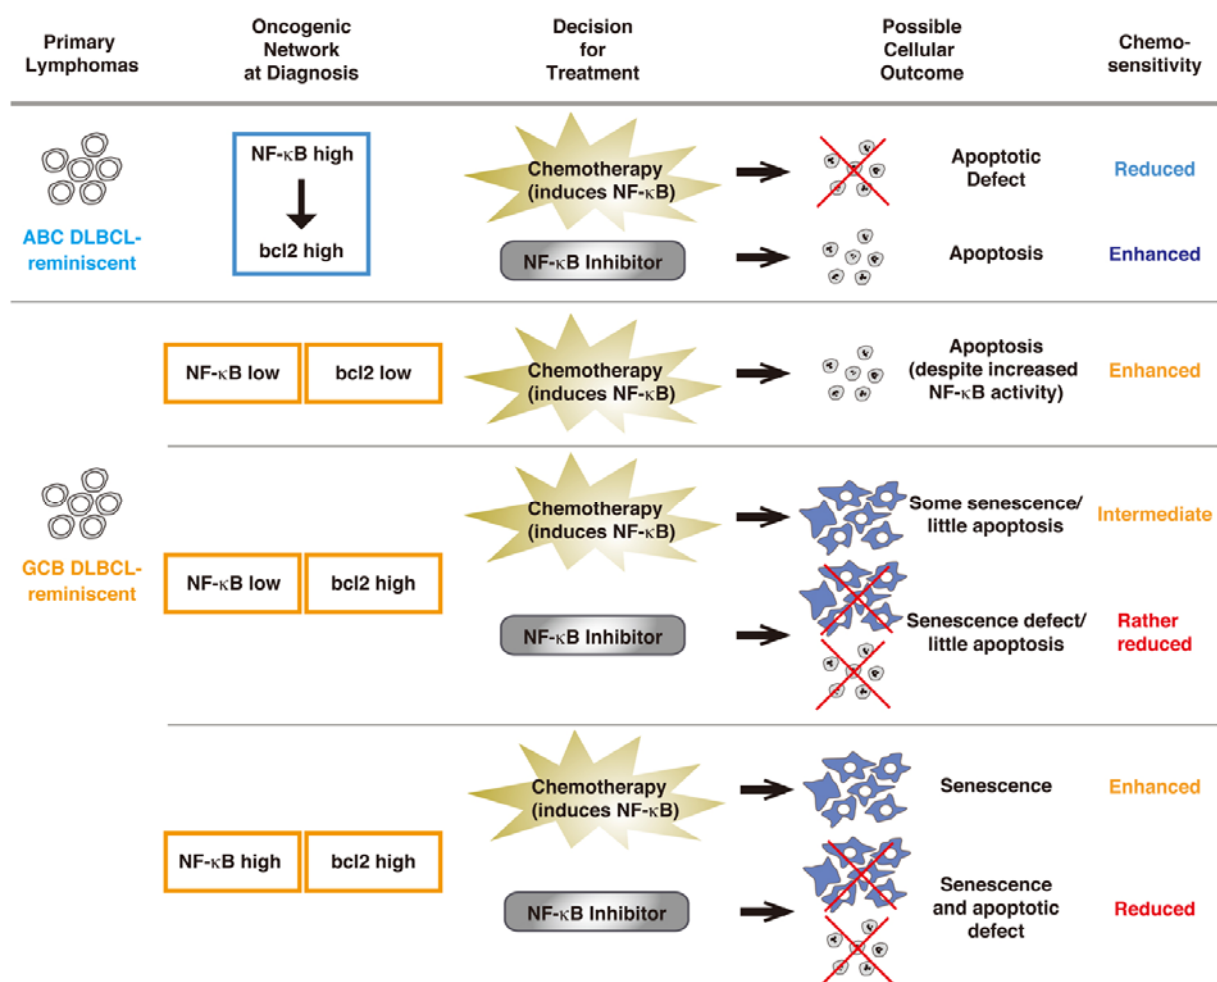 Primary
Lymphomas
Oncogenic
Network
at Diagnosis
Decision
for
Treatment
Possible
Cellular
Outcome
Chemo-
sensitivity
ABC DLBCL-
reminiscent
NF-κB high
bcl2 high
Chemotherapy
(induces NF-κB)
Apoptotic
Defect
Reduced
NF-κB Inhibitor
Apoptosis
Enhanced
NF-κB low
bcl2 low
Chemotherapy
(induces NF-κB)
Apoptosis
(despite increased
NF-κB activity)
Enhanced
GCB DLBCL-
reminiscent
NF-κB low
bcl2 high
Chemotherapy
(induces NF-κB)
Some senescence/
little apoptosis
Intermediate
NF-κB Inhibitor
Senescence defect/
little apoptosis
Rather
reduced
NF-κB high
bcl2 high
Chemotherapy
(induces NF-κB)
Senescence
Enhanced
NF-κB Inhibitor
Senescence
and apoptotic
defect
Reduced